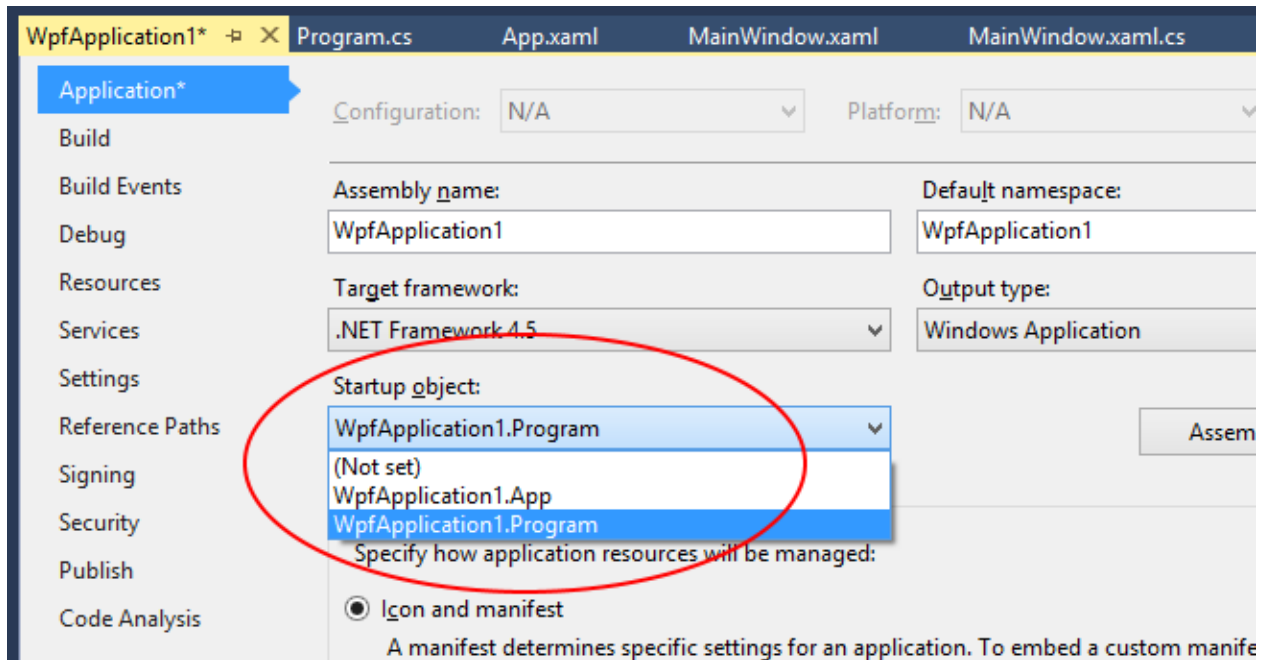 WpfApplication1* Program.cs App.xaml MainWindow.xaml MainWindow.xaml.cs
Application*
Build
Build Events
Debug
Resources
Services
Settings
Reference Paths
Signing
Security
Publish
Code Analysis
Configuration: N/A Platform: N/A
Assembly name: Default namespace:
WpfApplication1 WpfApplication1
Target framework: Output type:
.NET Framework 4.5 Windows Application
Startup object:
WpfApplication1.Program Assem
(Not set)
WpfApplication1.App
WpfApplication1.Program
Specify how application resources will be managed:
Icon and manifest
A manifest determines specific settings for an application. To embed a custom manife